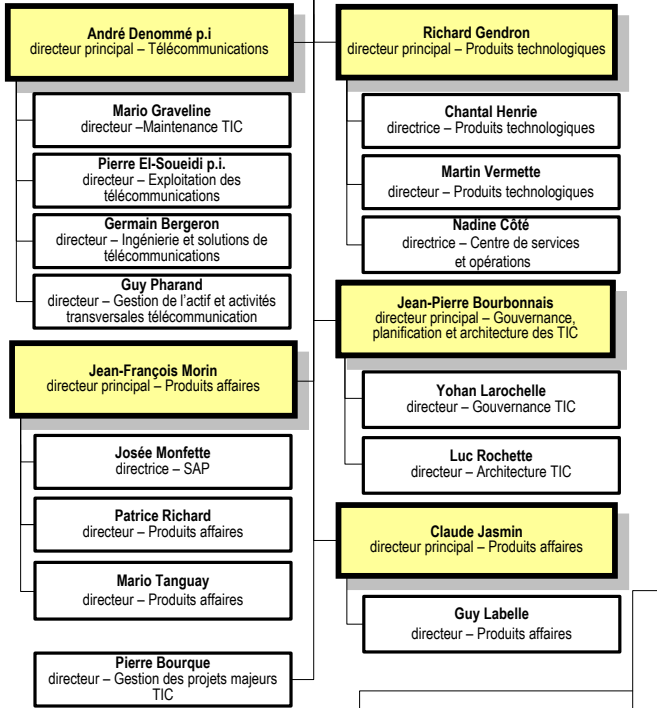 André Denommé p.i
directeur principal – Télécommunications
Mario Graveline
directeur –Maintenance TIC
Pierre El-Soueidi p.i.
directeur – Exploitation des
télécommunications
Germain Bergeron
directeur – Ingénierie et solutions de
télécommunications
Guy Pharand
directeur – Gestion de l'actif et activités
transversales télécommunication
Jean-François Morin
directeur principal – Produits affaires
Josée Monfette
directrice – SAP
Patrice Richard
directeur – Produits affaires
Mario Tanguay
directeur – Produits affaires
Pierre Bourque
directeur – Gestion des projets majeurs
TIC
Richard Gendron
directeur principal – Produits technologiques
Chantal Henrie
directrice – Produits technologiques
Martin Vermette
directeur – Produits technologiques
Nadine Côté
directrice – Centre de services
et opérations
Jean-Pierre Bourbonnais
directeur principal – Gouvernance,
planification et architecture des TIC
Yohan Larochelle
directeur – Gouvernance TIC
Luc Rochette
directeur – Architecture TIC
Claude Jasmin
directeur principal – Produits affaires
Guy Labelle
directeur – Produits affaires